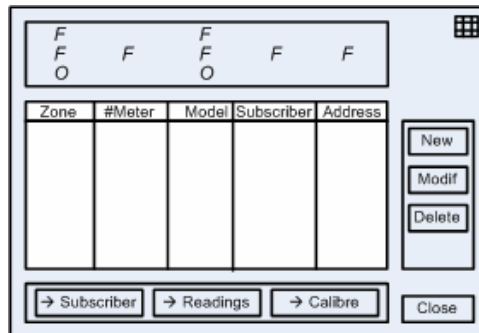 F F
F F F F F
O O
Zone #Meter Model Subscriber Address
New
Modif
Delete
→ Subscriber → Readings → Calibre
Close